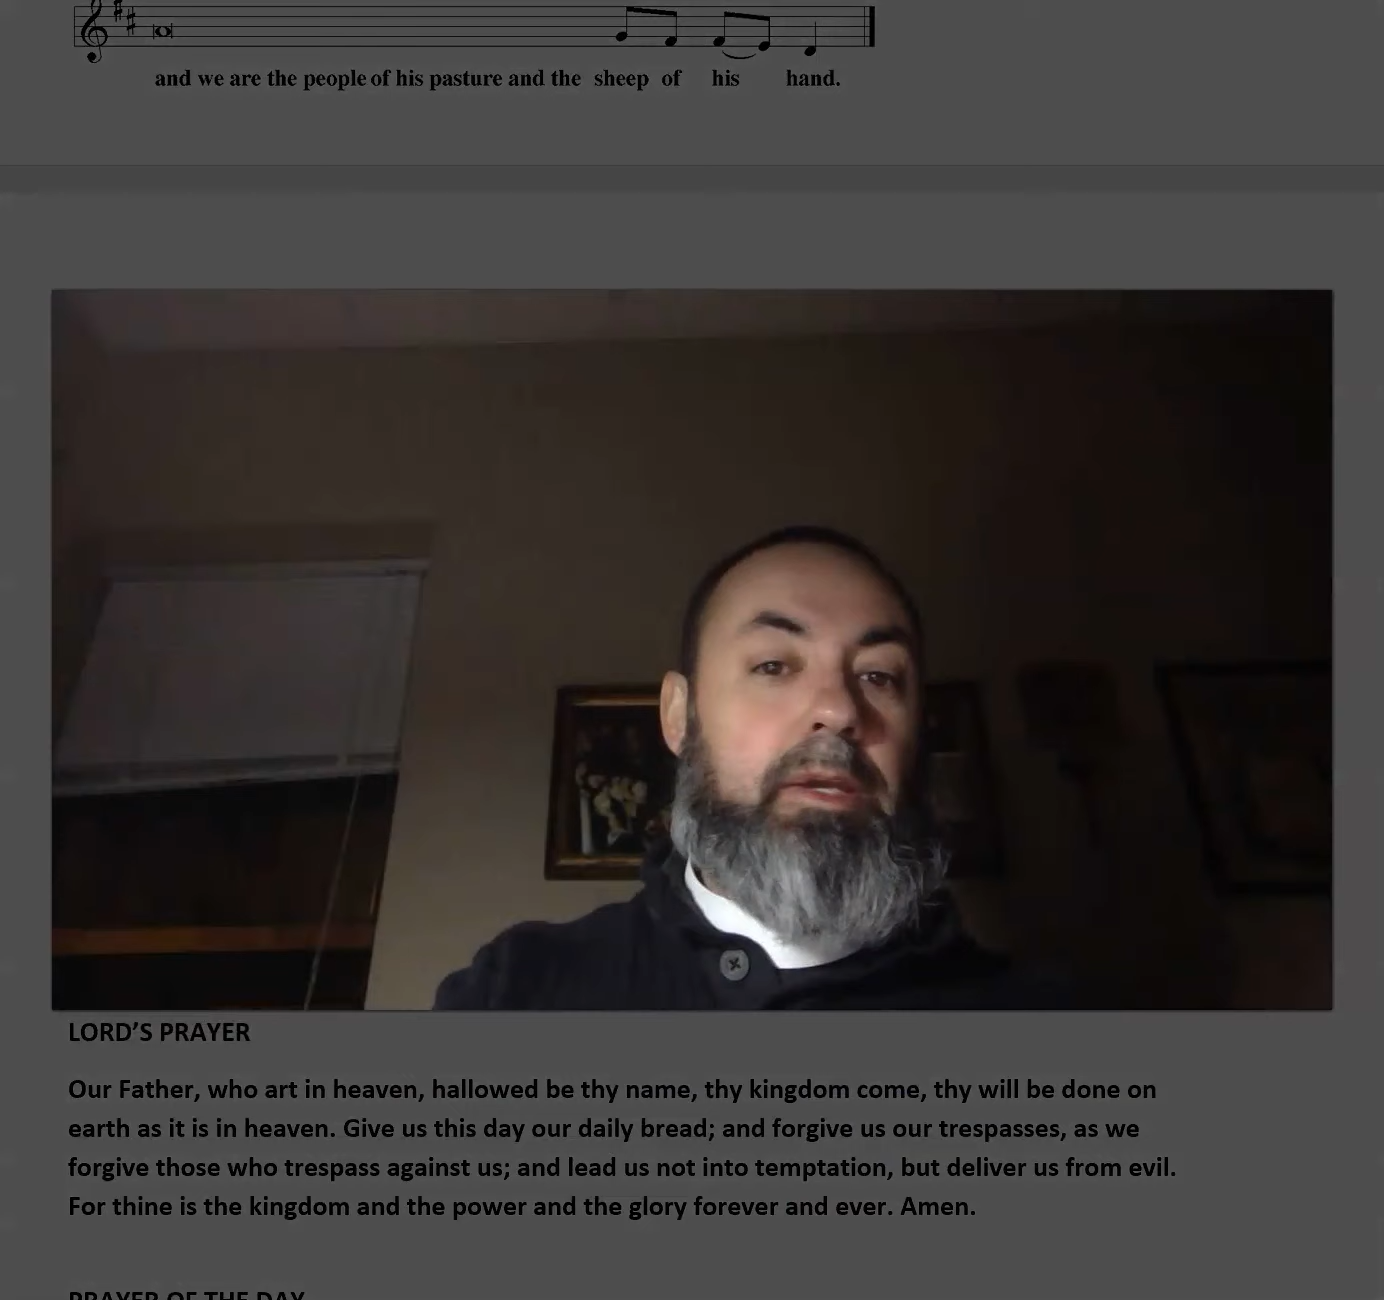 and we are the people of his pasture and the sheep of his hand.
LORD’S PRAYER
Our Father, who art in heaven, hallowed be thy name, thy kingdom come, thy will be done on
earth as it is in heaven. Give us this day our daily bread; and forgive us our trespasses, as we
forgive those who trespass against us; and lead us not into temptation, but deliver us from evil.
For thine is the kingdom and the power and the glory forever and ever. Amen.
PRAYER OF THE DAY